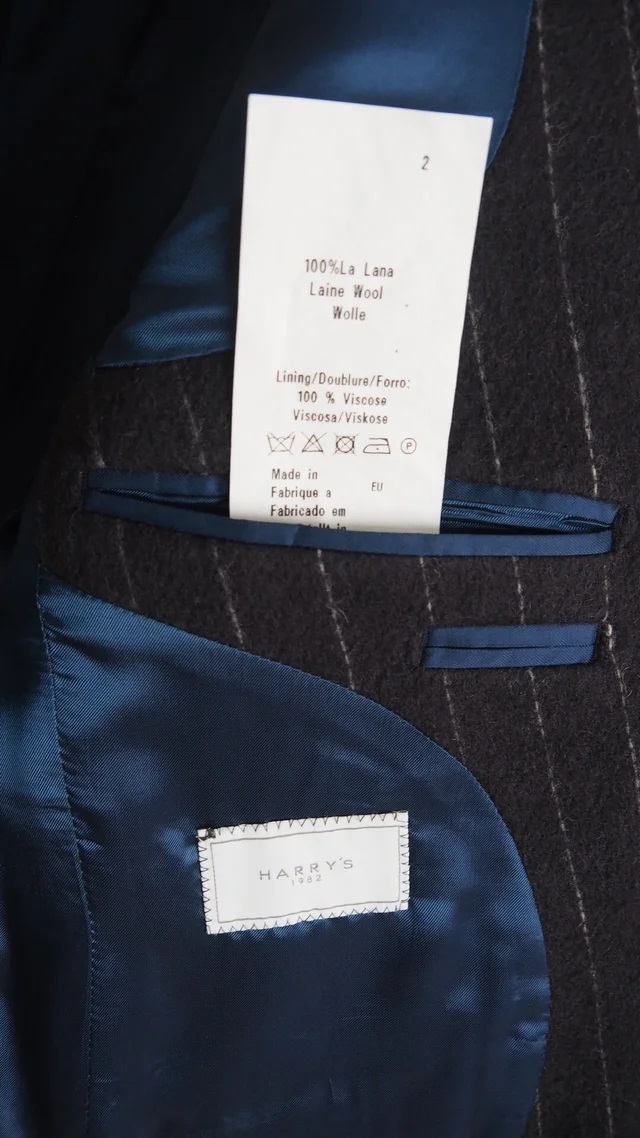 2
100%La Lana
Laine Wool
Wolle
Lining/Doublure/Forro:
100 % Viscose
Viscosa/Viskose
P
Made in
EU
Fabrique a
Fabricado em
in
HARRY'S
1982